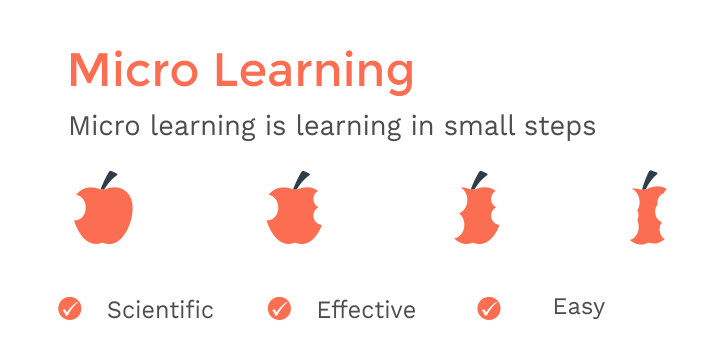 Micro Learning
Micro learning is learning in small steps
Scientific Effective Easy